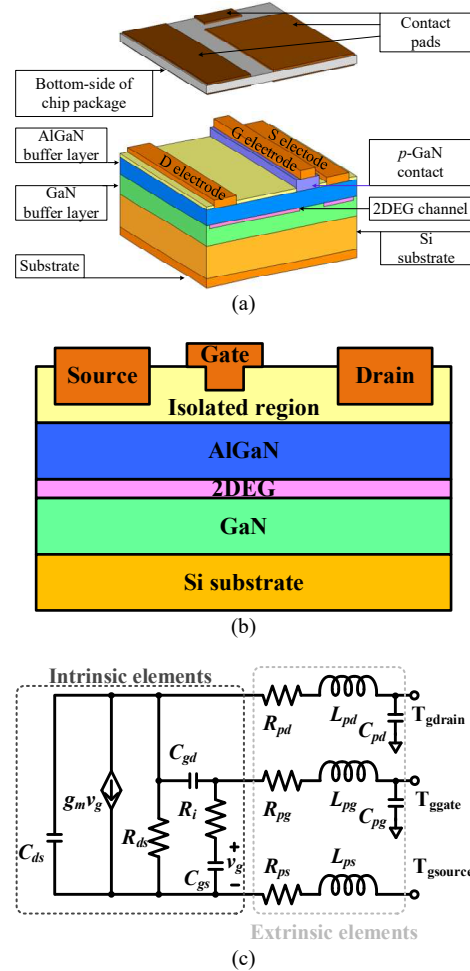 Contact
pads
Bottom-side of
chip package
AlGaN
buffer layer
GaN
buffer layer
Substrate
D electrode
G electrode
S electode
p-GaN
contact
2DEG channel
Si
substrate
(a)
Source
Gate
Drain
Isolated region
AlGaN
2DEG
GaN
Si substrate
(b)
Intrinsic elements
Cds
gmvg
Rds
Cgd
Ri
Cgs
+
vg
−
Rpd
Lpd
Cpd
Tgdrain
Rpg
Lpg
Cpg
Tggate
Rps
Lps
Tgsource
Extrinsic elements
(c)